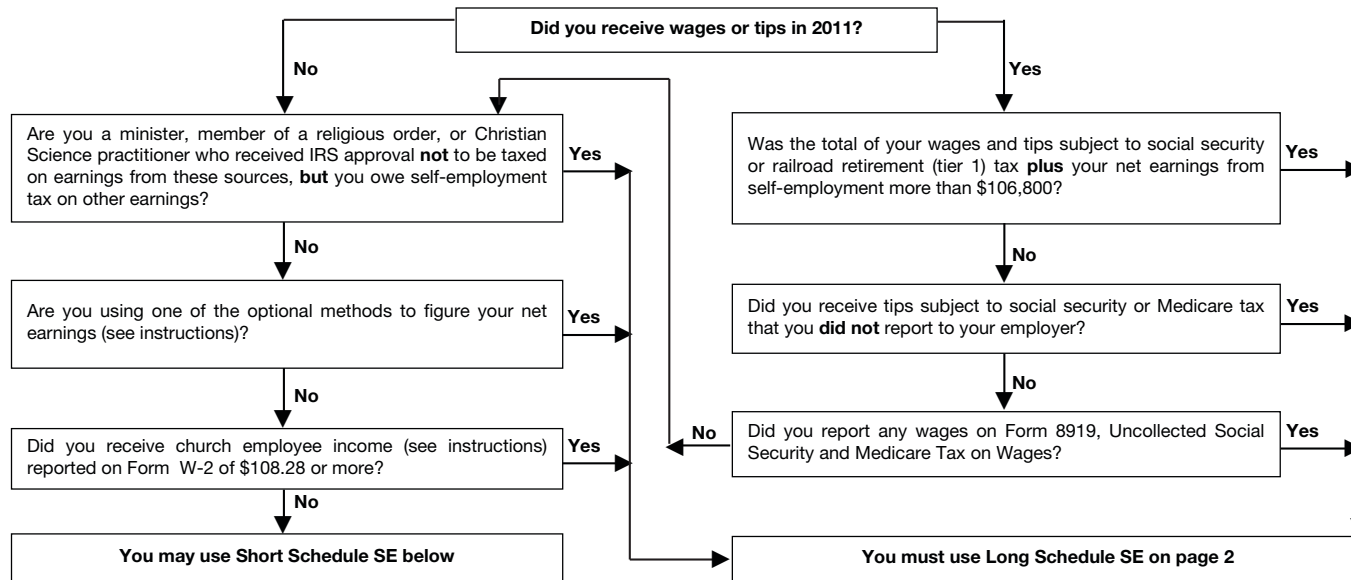 Did you receive wages or tips in 2011?
No
Yes
Are you a minister, member of a religious order, or Christian
Science practitioner who received IRS approval not to be taxed
on earnings from these sources, but you owe self-employment
tax on other earnings?
Yes
Was the total of your wages and tips subject to social security
or railroad retirement (tier 1) tax plus your net earnings from
self-employment more than $106,800?
Yes
No
No
Are you using one of the optional methods to figure your net
earnings (see instructions)?
Yes
Did you receive tips subject to social security or Medicare tax
that you did not report to your employer?
Yes
No
No
Did you receive church employee income (see instructions)
reported on Form W-2 of $108.28 or more?
Yes
No
Did you report any wages on Form 8919, Uncollected Social
Security and Medicare Tax on Wages?
Yes
No
You may use Short Schedule SE below
You must use Long Schedule SE on page 2